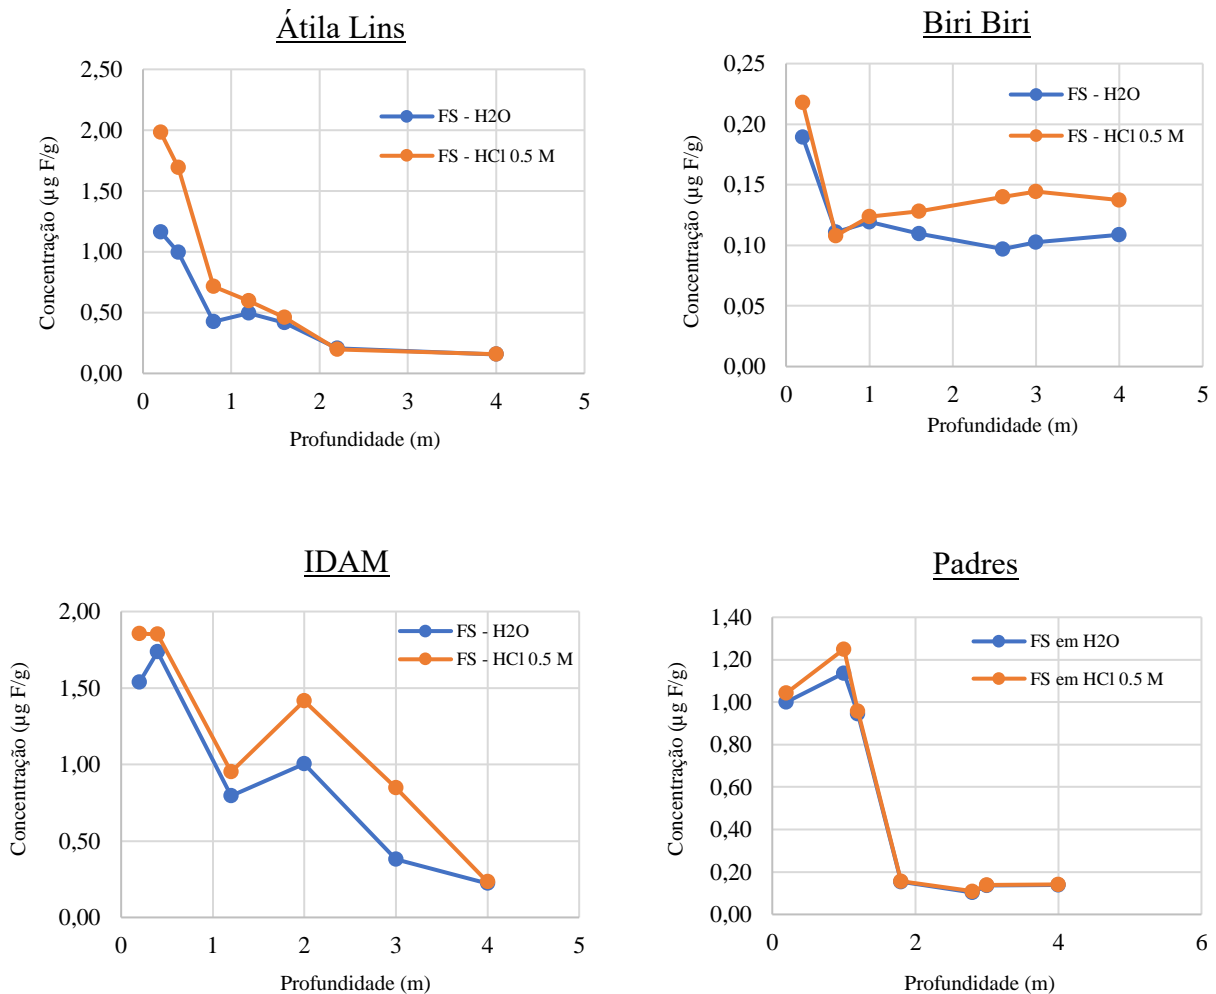 Átila Lins
2,50
2,00
1,50
1,00
0,50
0,00
0 1 2 3 4 5
Concentração (µg F/g)
Profundidade (m)
FS - H2O
FS - HCl 0.5 M
Biri Biri
0,25
0,20
0,15
0,10
0,05
0,00
0 1 2 3 4 5
Concentração (µg F/g)
Profundidade (m)
FS - H2O
FS - HCl 0.5 M
IDAM
2,00
1,50
1,00
0,50
0,00
0 1 2 3 4 5
Concentração (µg F/g)
Profundidade (m)
FS - H2O
FS - HCl 0.5 M
Padres
1,40
1,20
1,00
0,80
0,60
0,40
0,20
0,00
0 2 4 6
Concentração (µg F/g)
Profundidade (m)
FS em H2O
FS em HCl 0.5 M